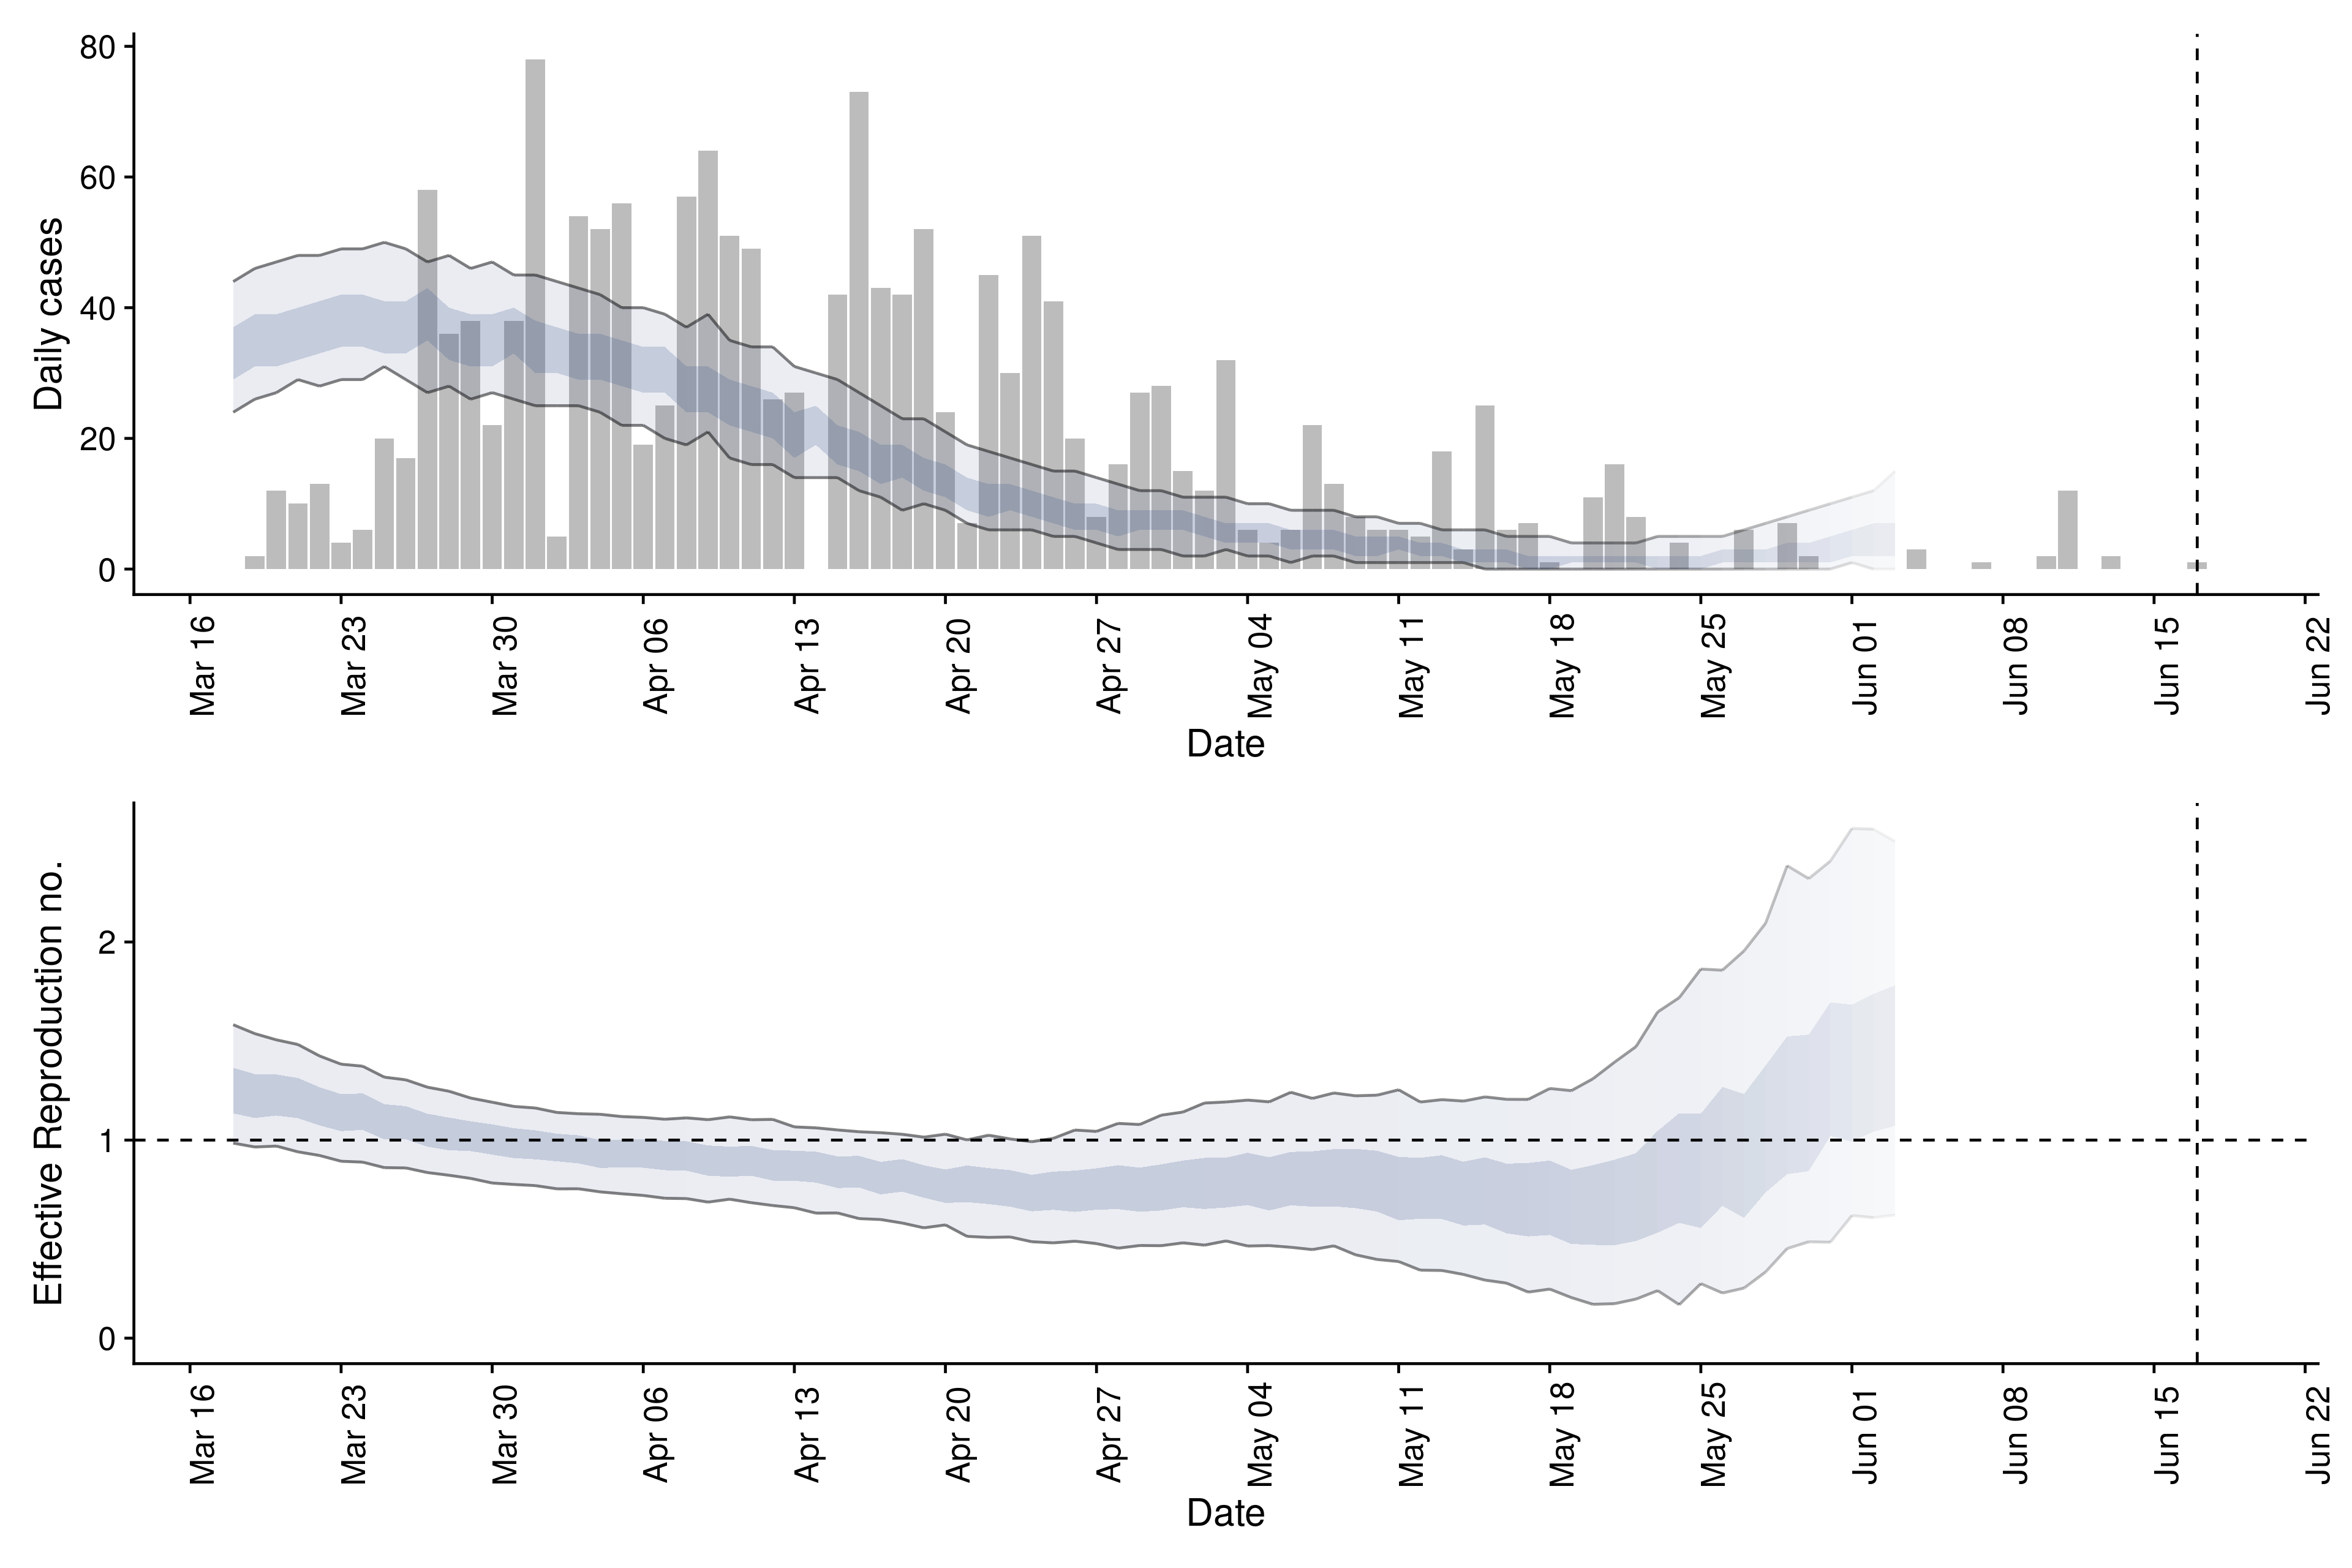 Daily cases
80
60
40
20
0
Mar 16
Mar 23
Mar 30
Apr 06
Apr 13
Apr 20
Apr 27
May 04
May 11
May 18
May 25
Jun 01
Jun 08
Jun 15
Jun 22
Date
Effective Reproduction no.
2
1
0
Mar 16
Mar 23
Mar 30
Apr 06
Apr 13
Apr 20
Apr 27
May 04
May 11
May 18
May 25
Jun 01
Jun 08
Jun 15
Jun 22
Date